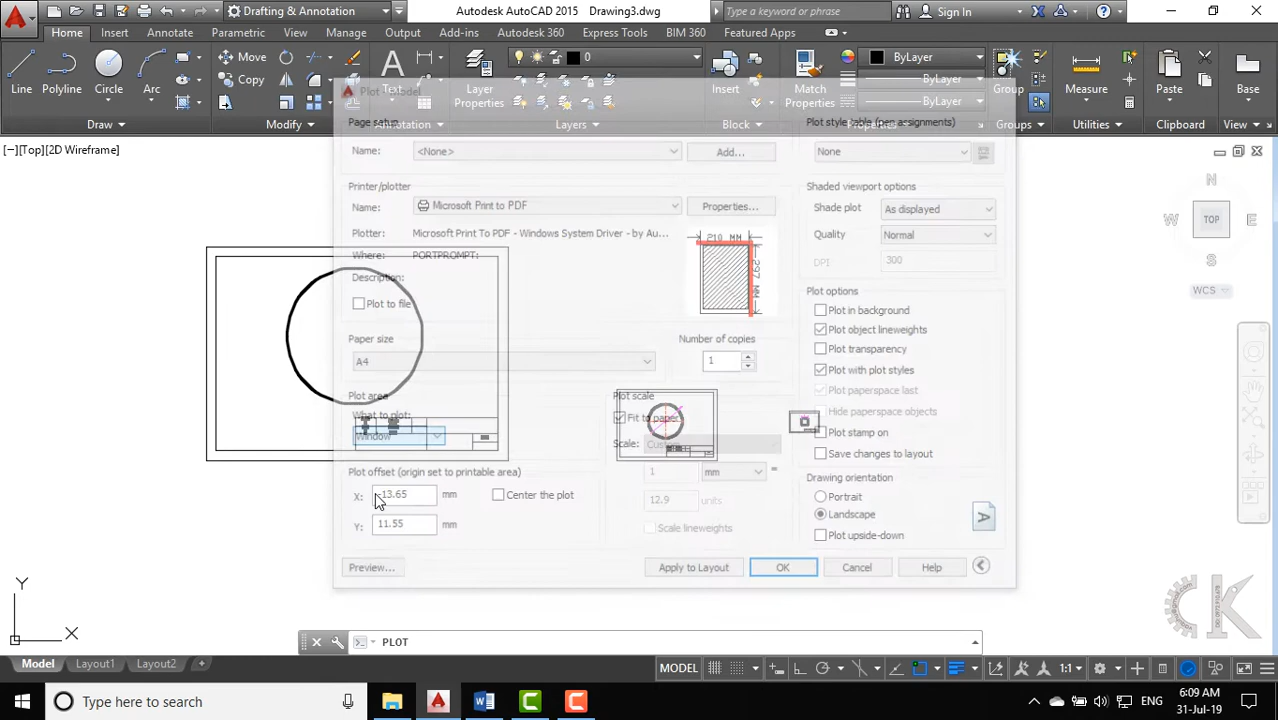 Drafting & Annotation
Autodesk AutoCAD 2015 Drawing3.dwg
Type a keyword or phrase
Sign In
Home Insert Annotate Parametric View Manage Output Add-ins Autodesk 360 Express Tools BIM 360 Featured Apps
Line Polyline Circle Arc
Move
Copy
Text
Layer Properties
0
Insert
Match Properties
ByLayer
ByLayer
ByLayer
Group
Measure
Paste
Base
Draw Modify Annotation Layers Block Properties Groups Utilities Clipboard View
[−][Top][2D Wireframe]
Page setup
Name: <None> Add...
Plot style table (pen assignments)
None
Printer/plotter
Name: Microsoft Print to PDF Properties...
Plotter: Microsoft Print To PDF - Windows System Driver - by Au...
Where: PORTPROMPT:
Description:
Plot to file
210 MM
297 MM
Paper size
A4
Number of copies
1
Plot area
What to plot:
Window
Plot scale
Fit to paper
Scale: Custom
1 mm =
12.9 units
Scale lineweights
Plot offset (origin set to printable area)
X: -13.65 mm
Center the plot
Y: 11.55 mm
Shaded viewport options
Shade plot As displayed
Quality Normal
DPI 300
Plot options
Plot in background
Plot object lineweights
Plot transparency
Plot with plot styles
Plot paperspace last
Hide paperspace objects
Plot stamp on
Save changes to layout
Drawing orientation
Portrait
Landscape
Plot upside-down
A
Preview... Apply to Layout OK Cancel Help
N
W TOP E
S
WCS
Y
X
PLOT
Model Layout1 Layout2 +
MODEL 1:1
Type here to search
ENG
6:09 AM
31-Jul-19